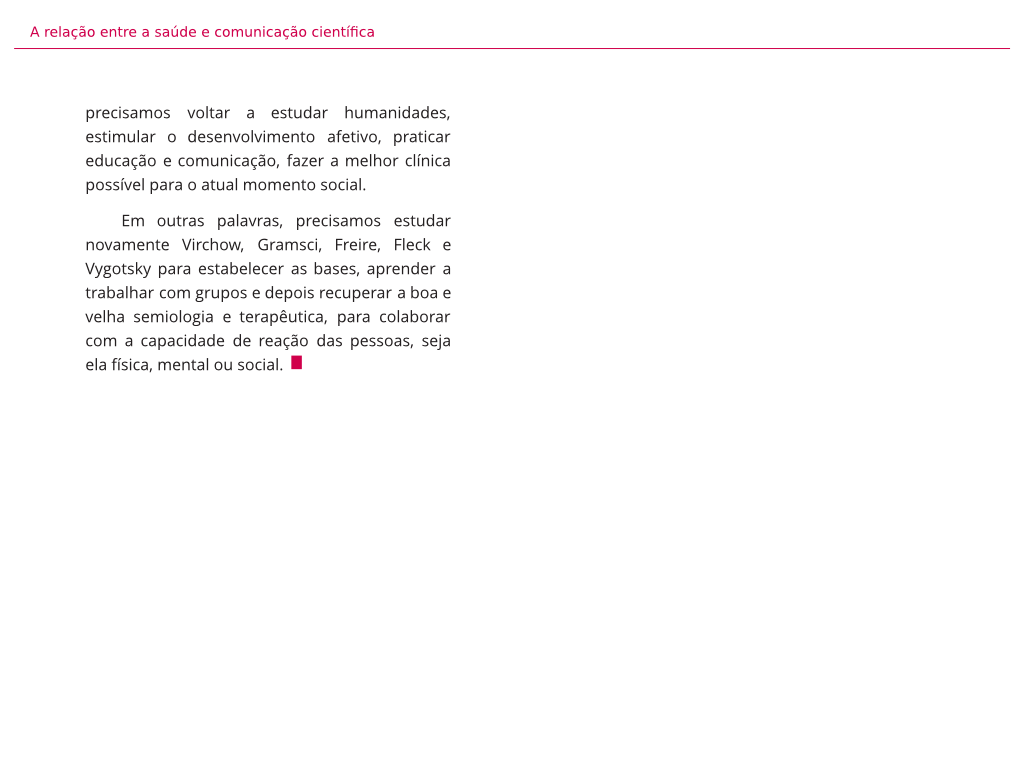 A relação entre a saúde e comunicação científica
precisamos voltar a estudar humanidades,
estimular o desenvolvimento afetivo, praticar
educação e comunicação, fazer a melhor clínica
possível para o atual momento social.
Em outras palavras, precisamos estudar
novamente Virchow, Gramsci, Freire, Fleck e
Vygotsky para estabelecer as bases, aprender a
trabalhar com grupos e depois recuperar a boa e
velha semiologia e terapêutica, para colaborar
com a capacidade de reação das pessoas, seja
ela física, mental ou social.